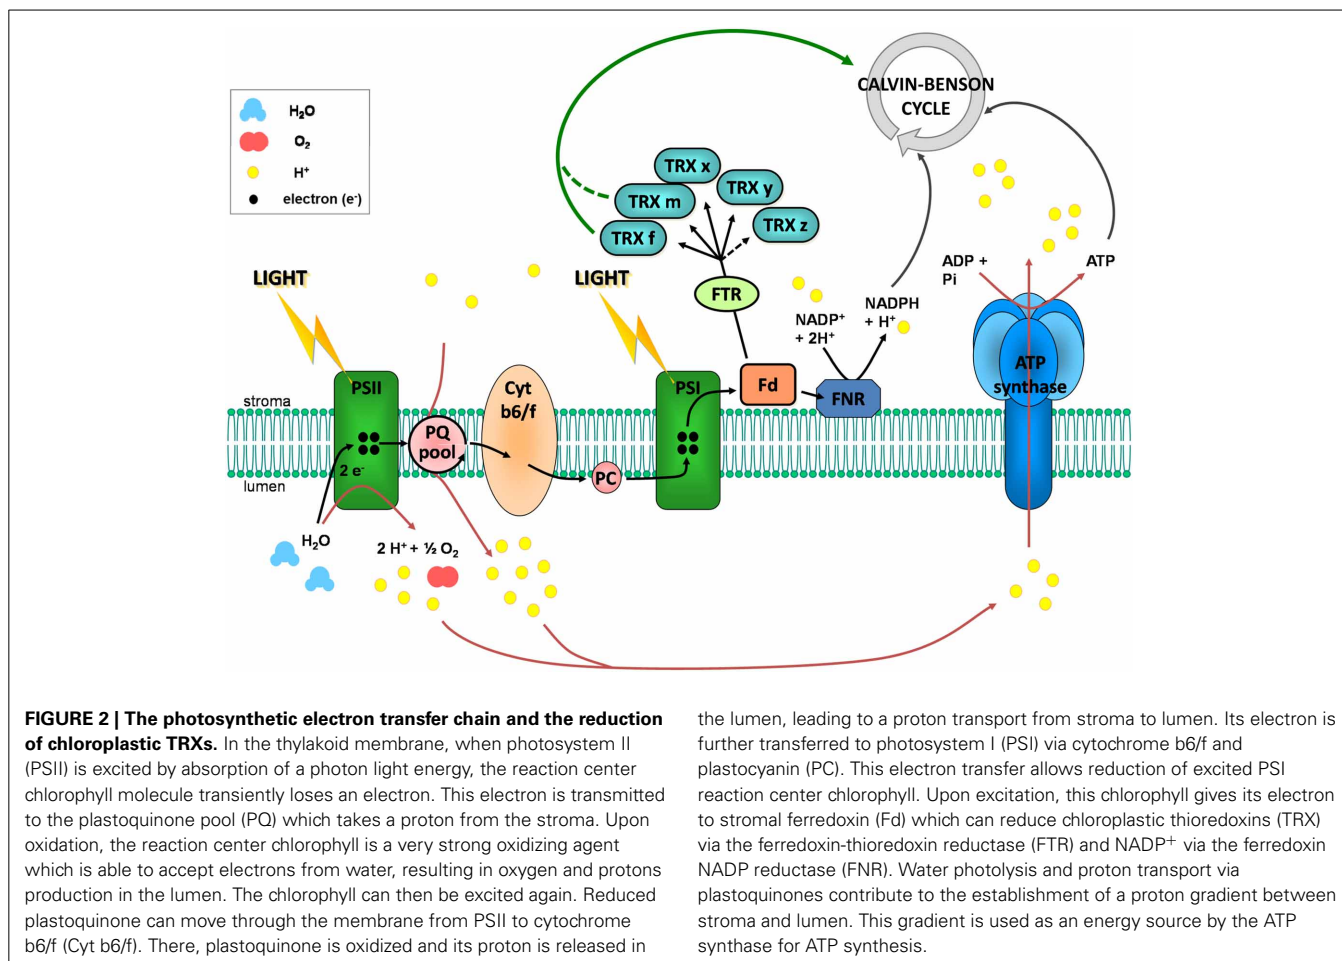 H₂O
O₂
H⁺
electron (e⁻)
CALVIN-BENSON
CYCLE
TRX x
TRX y
TRX m
TRX z
TRX f
LIGHT
LIGHT
FTR
ADP +
Pi
ATP
NADP⁺
+ 2H⁺
NADPH
+ H⁺
PSII
Cyt
b6/f
PSI
Fd
FNR
ATP
synthase
stroma
PQ
pool
2 e⁻
PC
lumen
H₂O
2 H⁺ + ½ O₂
FIGURE 2 | The photosynthetic electron transfer chain and the reduction
of chloroplastic TRXs. In the thylakoid membrane, when photosystem II
(PSII) is excited by absorption of a photon light energy, the reaction center
chlorophyll molecule transiently loses an electron. This electron is transmitted
to the plastoquinone pool (PQ) which takes a proton from the stroma. Upon
oxidation, the reaction center chlorophyll is a very strong oxidizing agent
which is able to accept electrons from water, resulting in oxygen and protons
production in the lumen. The chlorophyll can then be excited again. Reduced
plastoquinone can move through the membrane from PSII to cytochrome
b6/f (Cyt b6/f). There, plastoquinone is oxidized and its proton is released in
the lumen, leading to a proton transport from stroma to lumen. Its electron is
further transferred to photosystem I (PSI) via cytochrome b6/f and
plastocyanin (PC). This electron transfer allows reduction of excited PSI
reaction center chlorophyll. Upon excitation, this chlorophyll gives its electron
to stromal ferredoxin (Fd) which can reduce chloroplastic thioredoxins (TRX)
via the ferredoxin-thioredoxin reductase (FTR) and NADP⁺ via the ferredoxin
NADP reductase (FNR). Water photolysis and proton transport via
plastoquinones contribute to the establishment of a proton gradient between
stroma and lumen. This gradient is used as an energy source by the ATP
synthase for ATP synthesis.